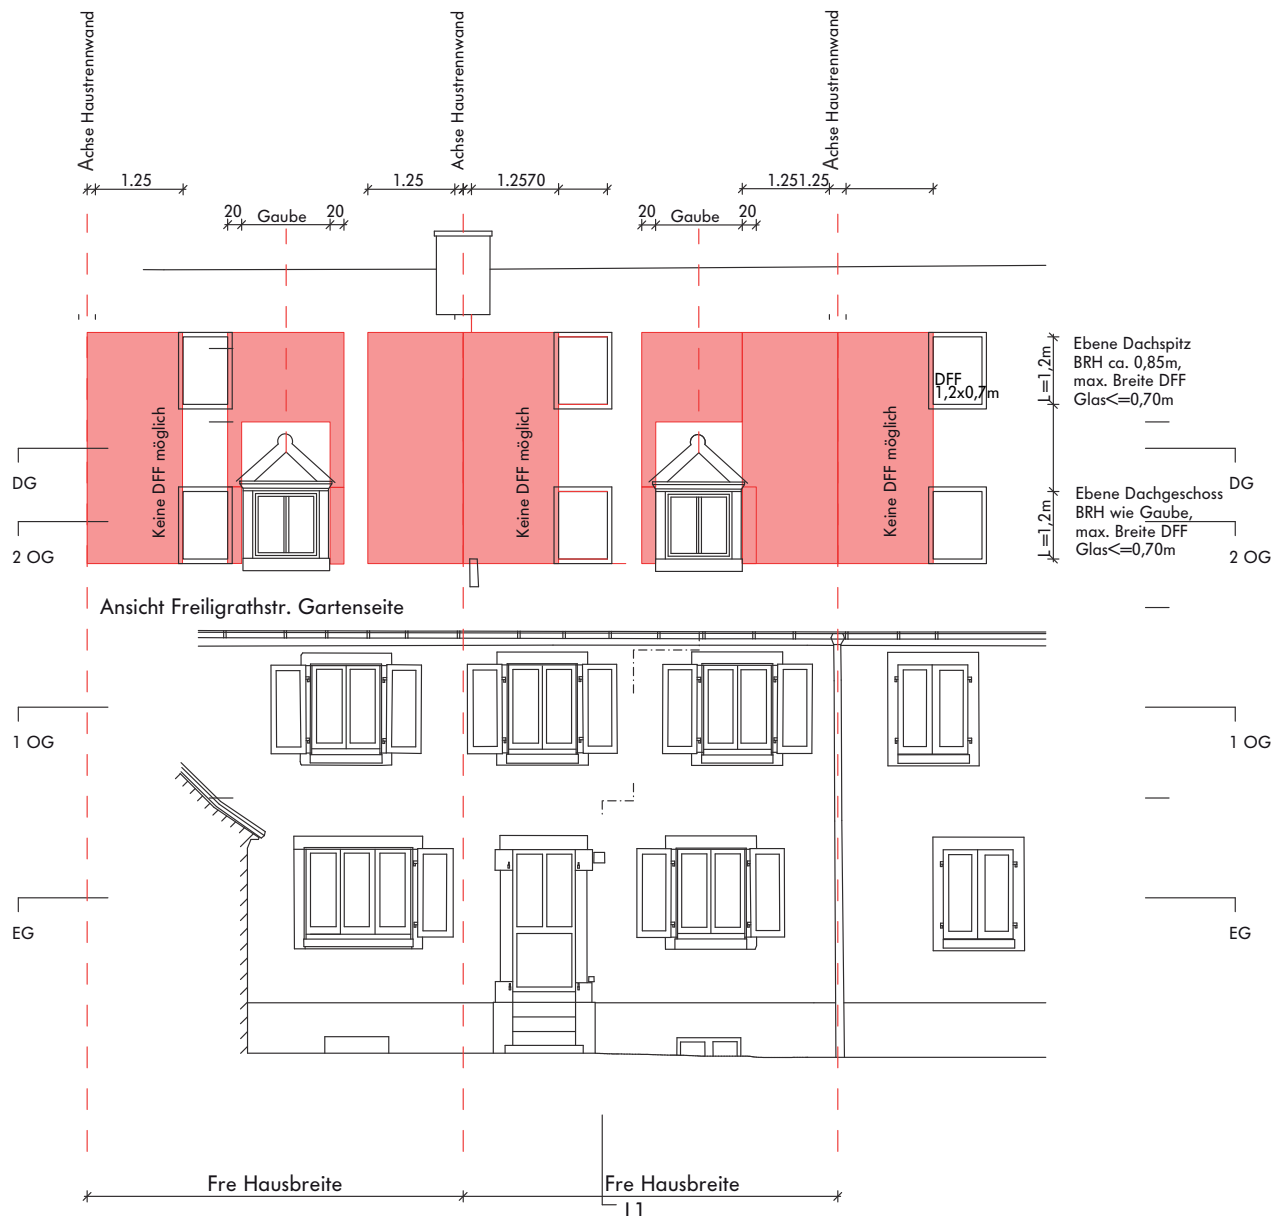 Achse Haustrennwand
Achse Haustrennwand
Achse Haustrennwand
1.25
1.25
1.2570
1.251.25
20
Gaube
20
20
Gaube
20
Keine DFF möglich
Keine DFF möglich
Keine DFF möglich
DFF
1,2x0,7m
L=1,2m
Ebene Dachspitz
BRH ca. 0,85m,
max. Breite DFF
Glas<=0,70m
L=1,2m
Ebene Dachgeschoss
BRH wie Gaube,
max. Breite DFF
Glas<=0,70m
DG
DG
2 OG
2 OG
Ansicht Freiligrathstr. Gartenseite
1 OG
1 OG
EG
EG
Fre Hausbreite
Fre Hausbreite
11